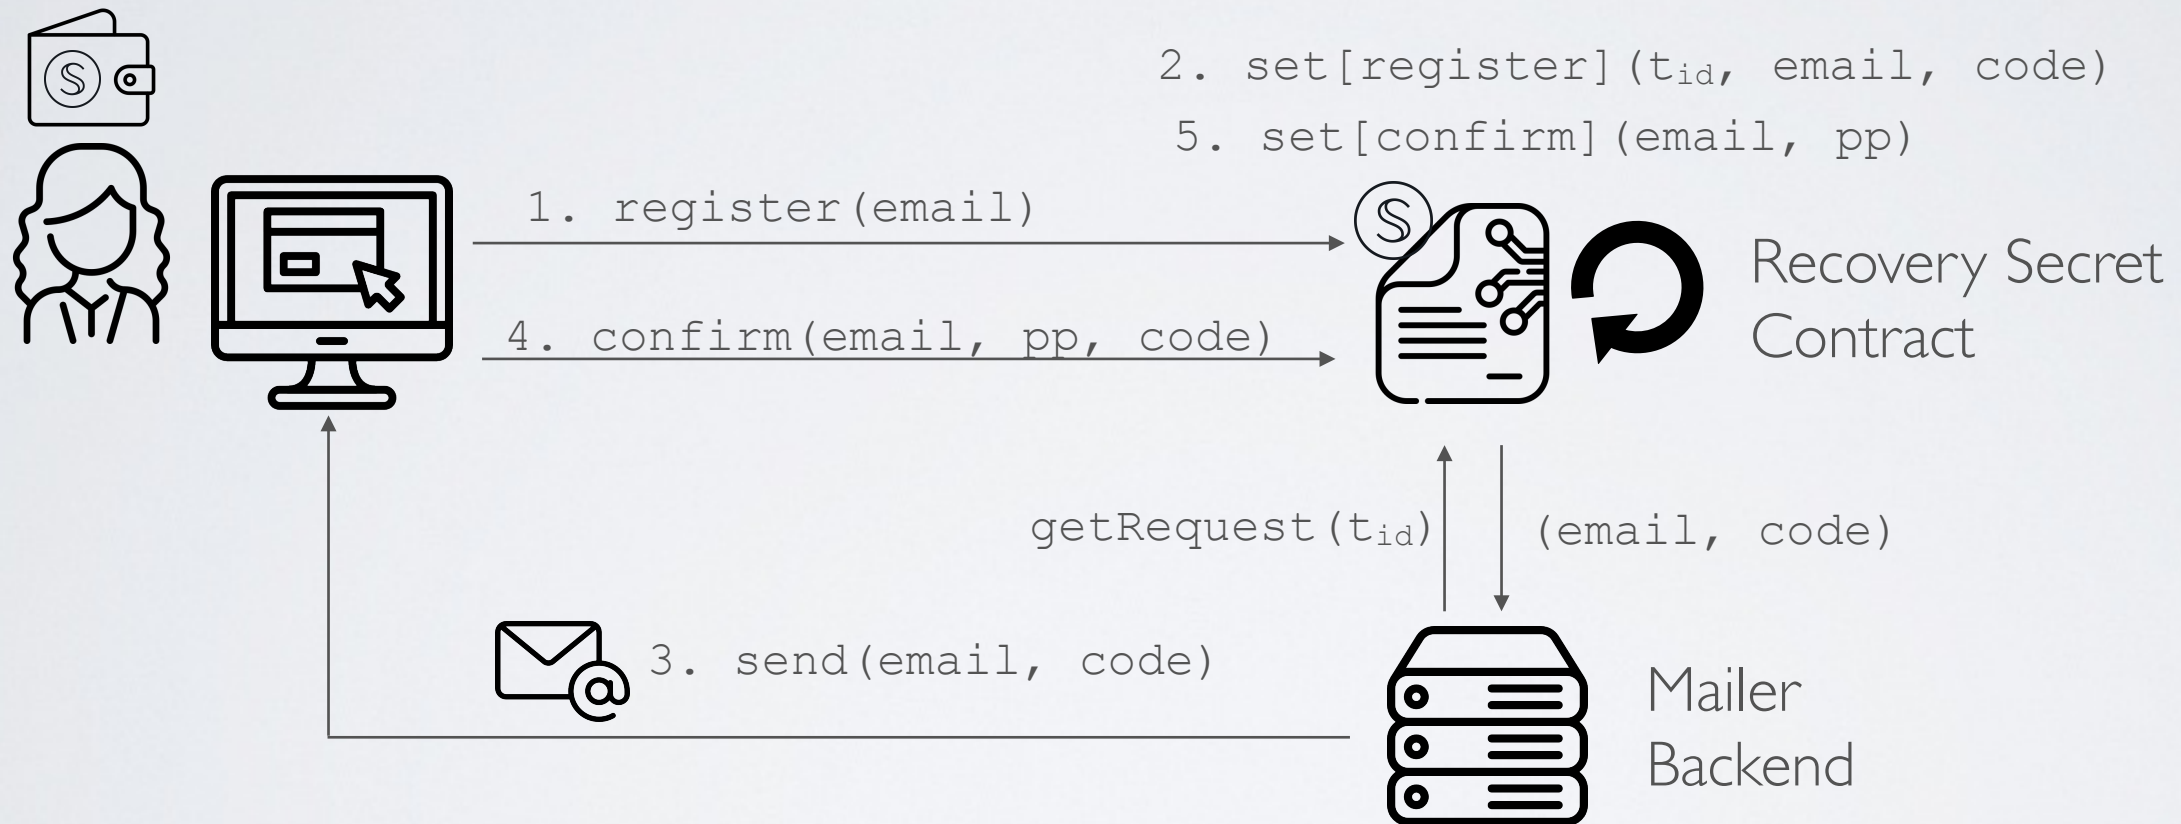 2. set[register](tid, email, code)
5. set[confirm](email, pp)
1. register(email)
Recovery Secret
Contract
4. confirm(email, pp, code)
getRequest(tid)
(email, code)
3. send(email, code)
Mailer
Backend